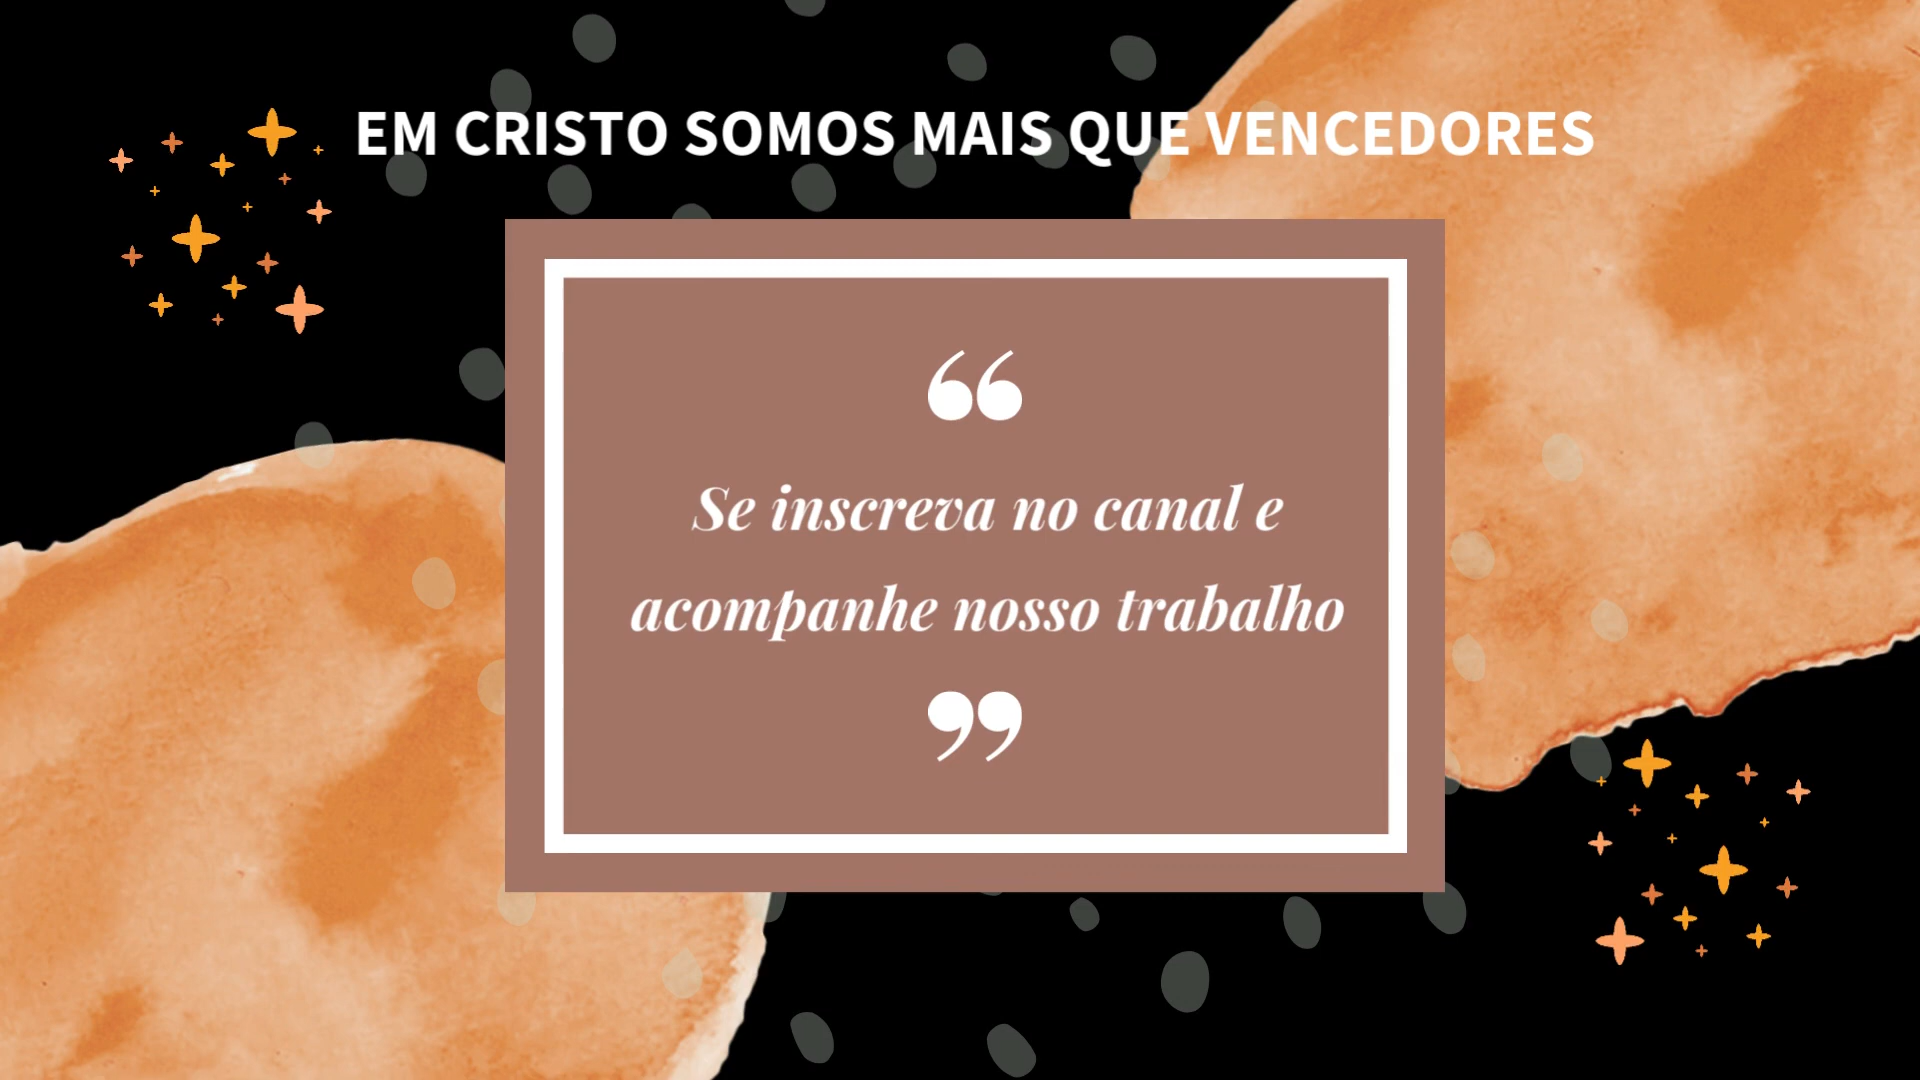 EM CRISTO SOMOS MAIS QUE VENCEDORES
“
Se inscreva no canal e
acompanhe nosso trabalho
”